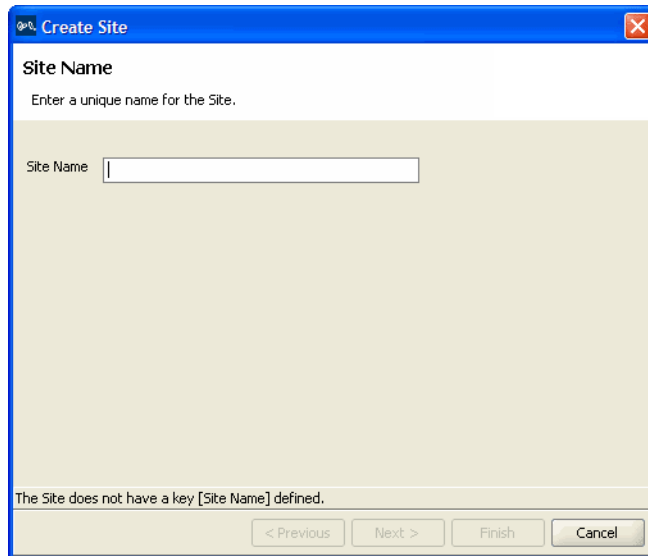 Create Site
Site Name
Enter a unique name for the Site.
Site Name
The Site does not have a key [Site Name] defined.
< Previous Next > Finish Cancel